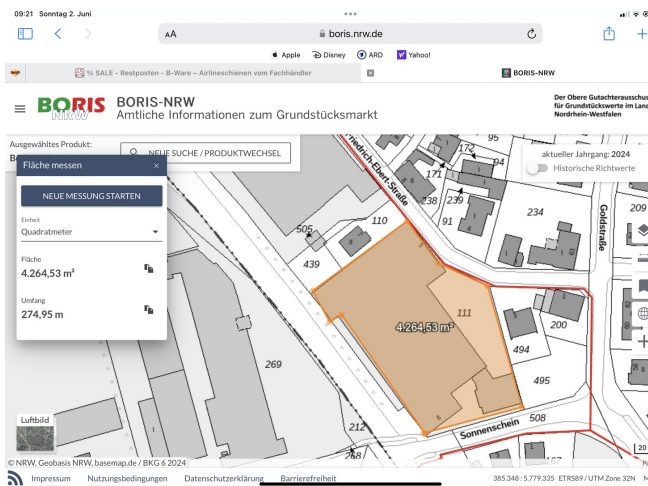 09:21 Sonntag 2. Juni
AA
boris.nrw.de
Apple
Disney
ARD
Yahoo!
% SALE - Restposten - B-Ware – Airlineschienen vom Fachhändler
BORIS-NRW
BORIS
NRW
BORIS-NRW
Amtliche Informationen zum Grundstücksmarkt
Der Obere Gutachterausschus
für Grundstückswerte im Land
Nordrhein-Westfalen
Ausgewähltes Produkt:
NEUE SUCHE / PRODUKTWECHSEL
aktueller Jahrgang: 2024
Historische Richtwerte
Fläche messen
NEUE MESSUNG STARTEN
Einheit
Quadratmeter
Fläche
4.264,53 m²
Umfang
274,95 m
Friedrich-Ebert-Straße
172
95
94
171
238
239
91
110
505
439
234
Goldstraße
209
111
4.264,53 m²
200
494
495
269
212
268
Sonnenschein
508
167
20
Luftbild
© NRW, Geobasis NRW, basemap.de / BKG 6 2024
Impressum
Nutzungsbedingungen
Datenschutzerklärung
Barrierefreiheit
385.348 : 5.779.335 ETRS89 / UTM Zone 32N